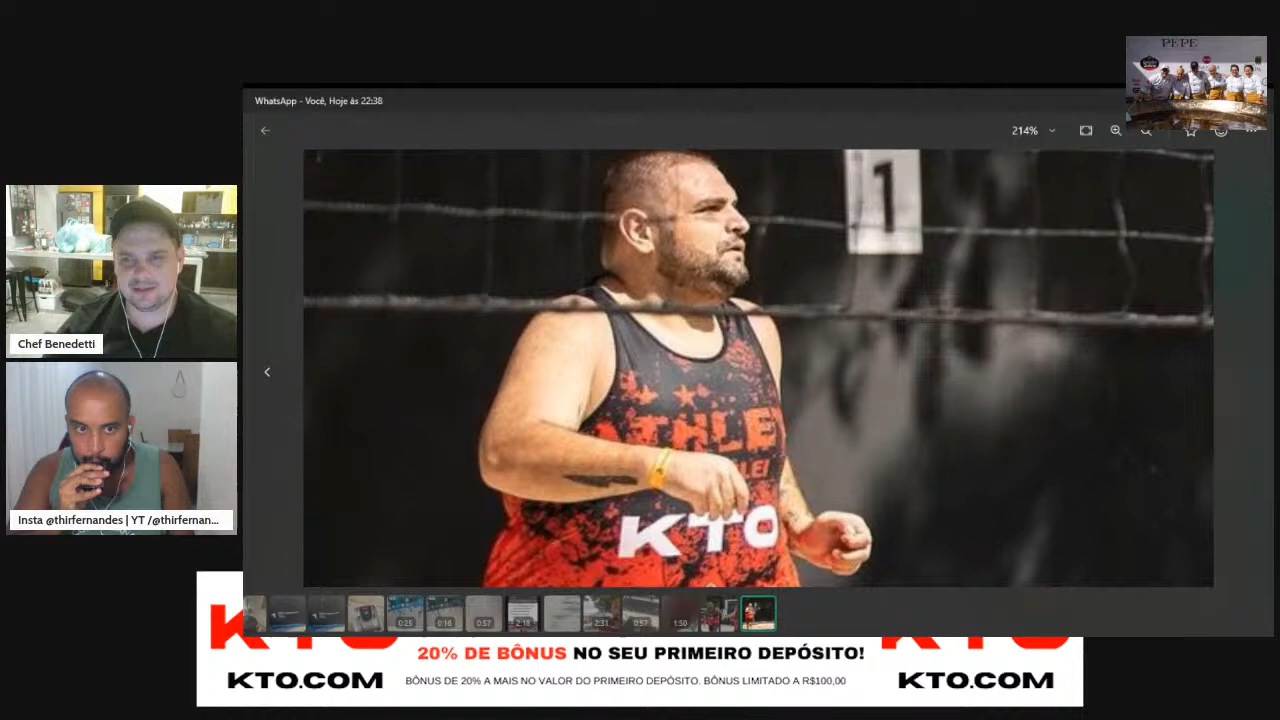 PEPE
WhatsApp - Você, Hoje às 22:38
214%
1
Chef Benedetti
ATHLE
KTO
Insta @thirfernandes | YT /@thirfernan...
0:25
0:16
0:57
2:18
2:31
0:57
1:50
KTO
KTO
20% DE BÔNUS NO SEU PRIMEIRO DEPÓSITO!
KTO.COM
BÔNUS DE 20% A MAIS NO VALOR DO PRIMEIRO DEPÓSITO. BÔNUS LIMITADO A R$100,00
KTO.COM